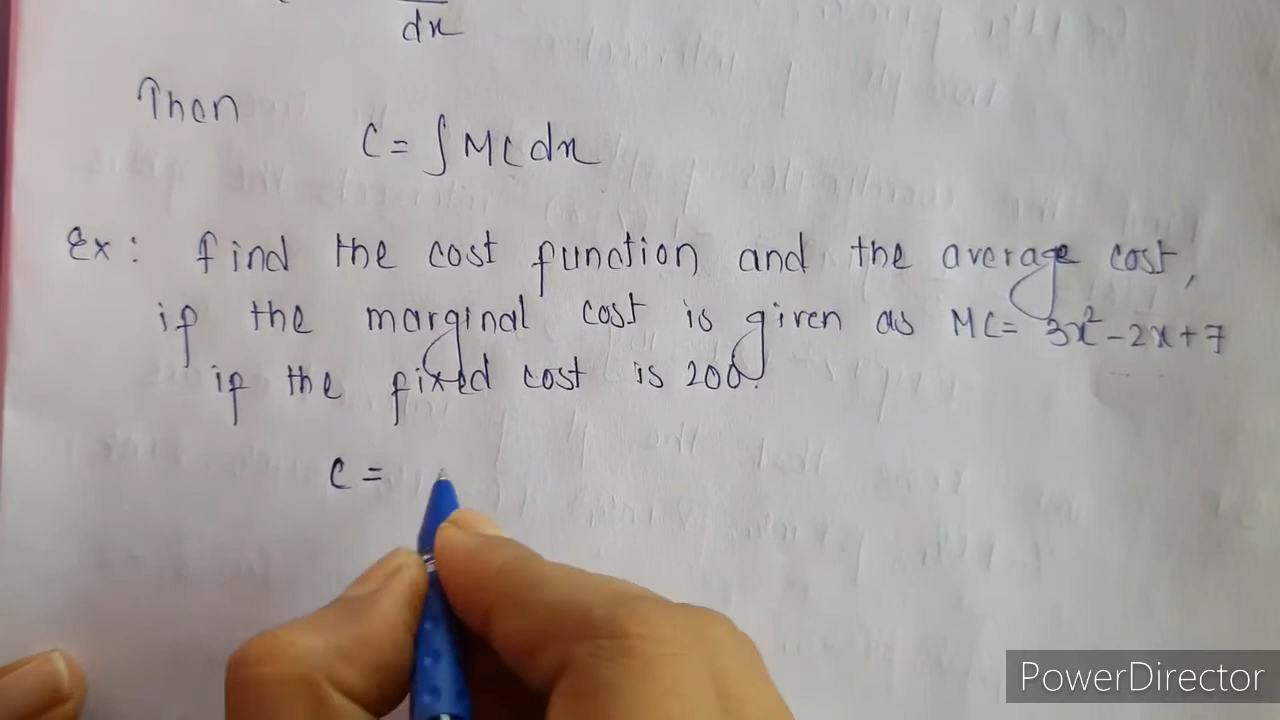 dx
Then
C = ∫ MC dx
Ex: find the cost function and the average cost,
if the marginal cost is given as MC = 3x² - 2x + 7
if the fixed cost is 200.
C =
PowerDirector